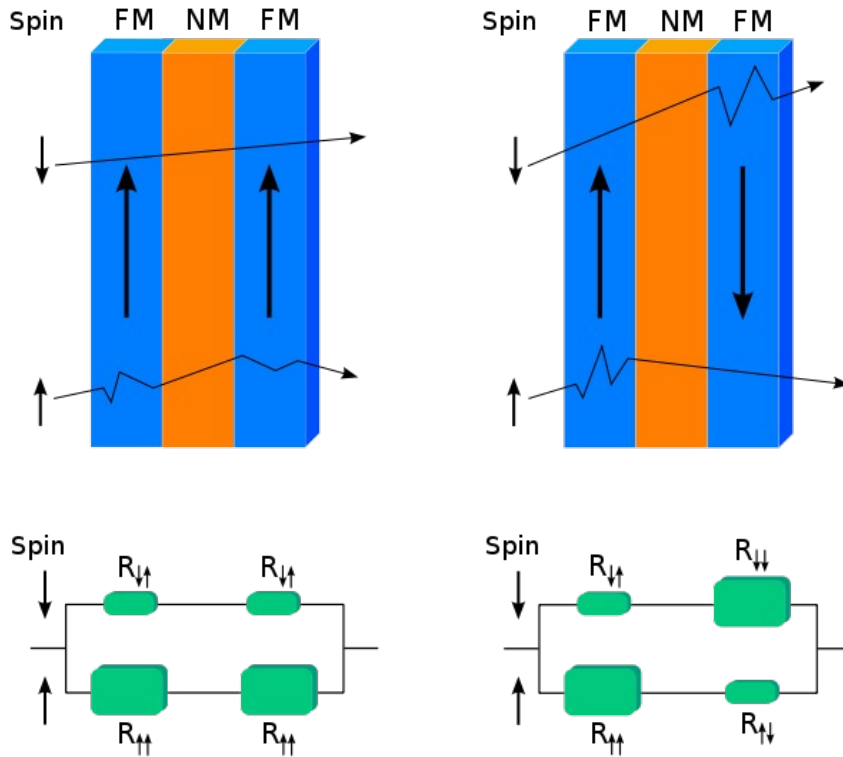 Spin FM NM FM
Spin FM NM FM
Spin
R↓↑ R↓↑
R↑↑ R↑↑
Spin
R↓↑ R↓↓
R↑↑ R↑↓